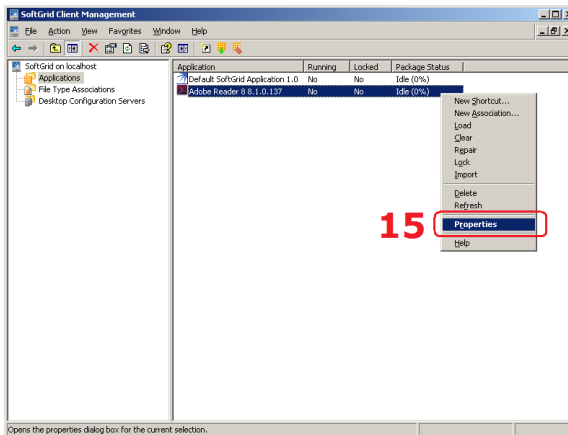 SoftGrid Client Management
File Action View Favorites Window Help
SoftGrid on localhost
Applications
File Type Associations
Desktop Configuration Servers
Application Running Locked Package Status
Default SoftGrid Application 1.0 No No Idle (0%)
Adobe Reader 8 8.1.0.137 No No Idle (0%)
New Shortcut...
New Association...
Load
Clear
Repair
Lock
Import
Delete
Refresh
15 Properties
Help
Opens the properties dialog box for the current selection.